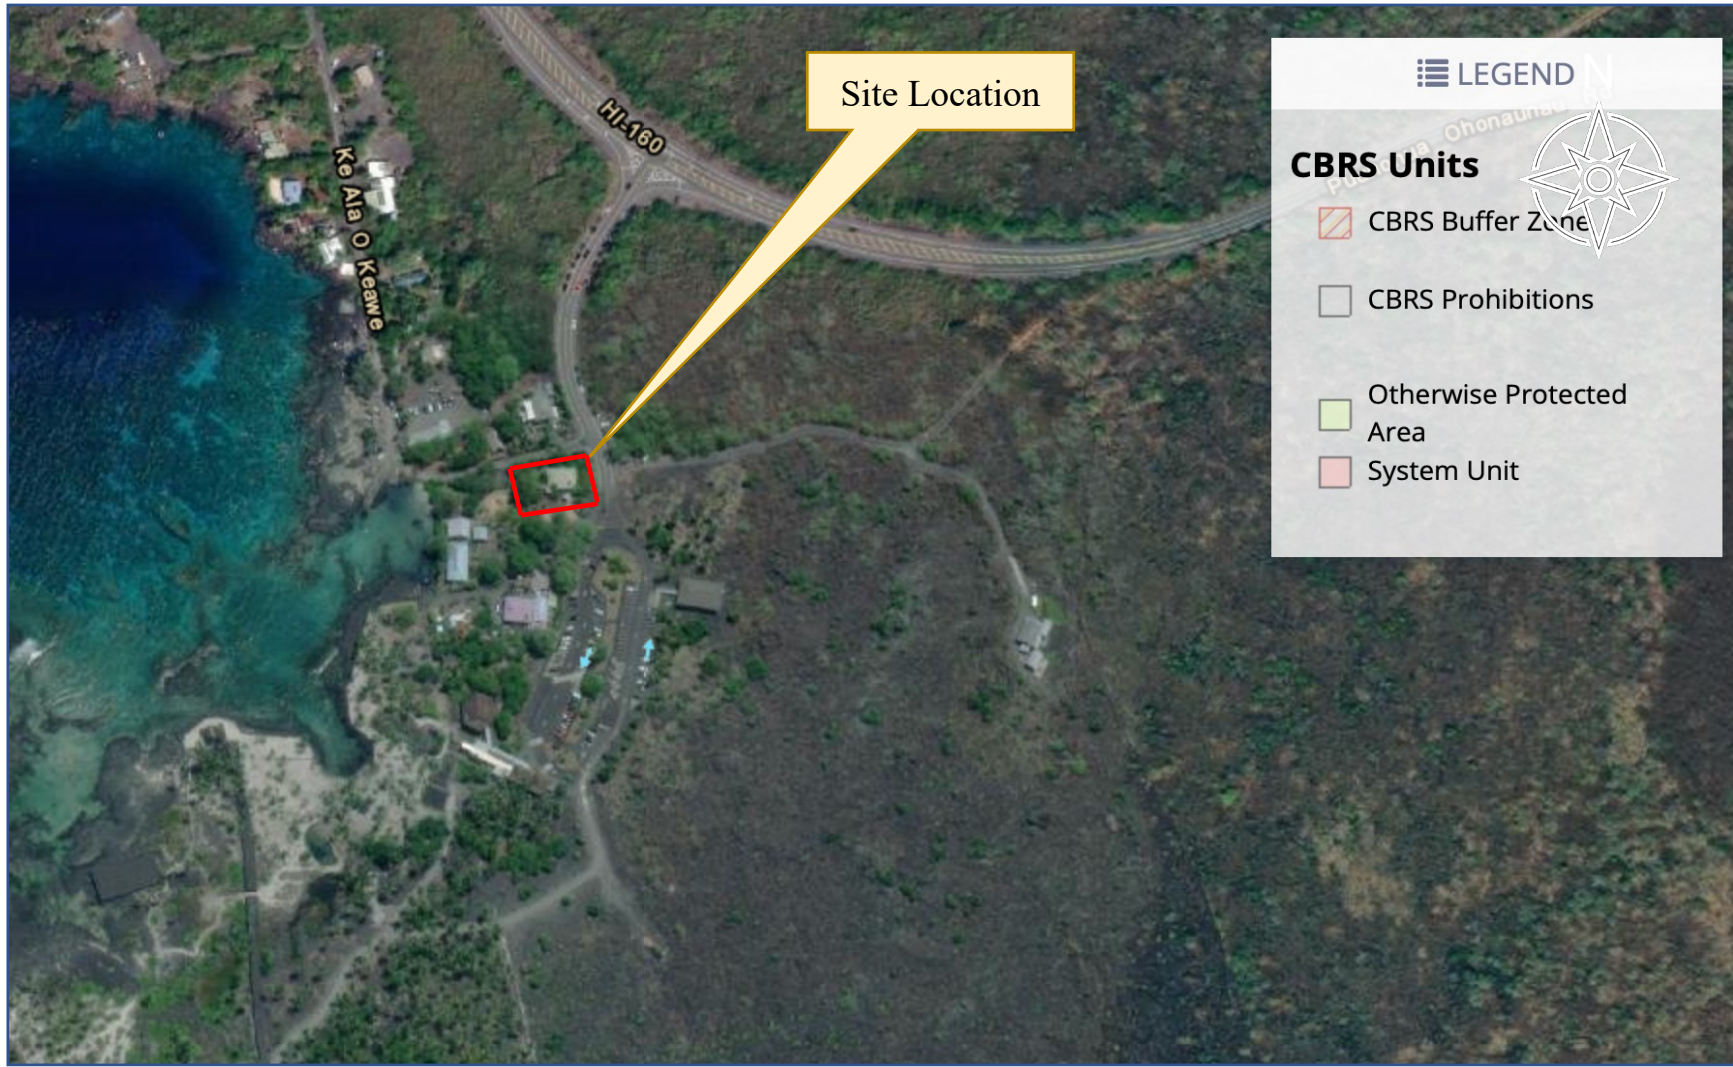 Site Location
HI-160
Ke Ala O Keawe
LEGEND
N
Ohonaunau
CBRS Units
CBRS Buffer Zone
CBRS Prohibitions
Otherwise Protected
Area
System Unit